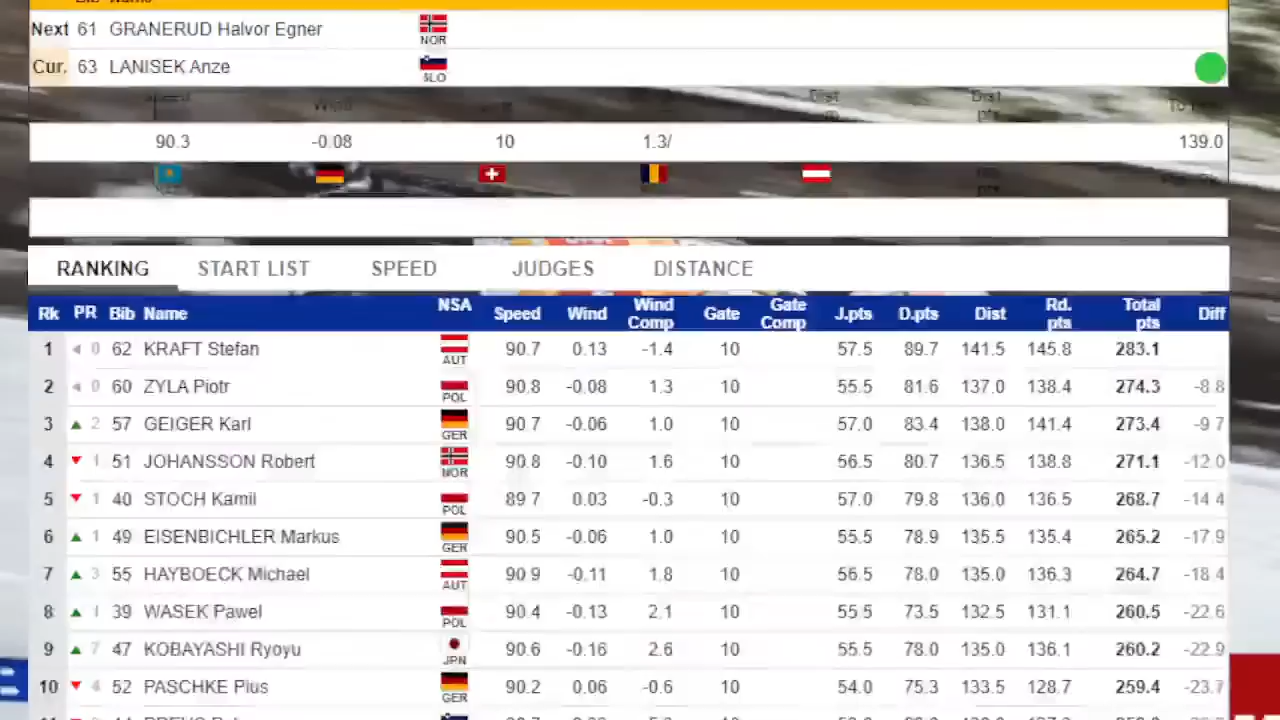 Bib Name
Next 61 GRANERUD Halvor Egner NOR
Cur. 63 LANISEK Anze SLO
Speed Wind Dist Dist
90.3 -0.08 10 1.3/ 139.0
RANKING START LIST SPEED JUDGES DISTANCE
Rk PR Bib Name NSA Speed Wind Wind Comp Gate Gate Comp J.pts D.pts Dist Rd. pts Total pts Diff
1 0 62 KRAFT Stefan AUT 90.7 0.13 -1.4 10 57.5 89.7 141.5 145.8 283.1
2 0 60 ZYLA Piotr POL 90.8 -0.08 1.3 10 55.5 81.6 137.0 138.4 274.3 -8.8
3 2 57 GEIGER Karl GER 90.7 -0.06 1.0 10 57.0 83.4 138.0 141.4 273.4 -9.7
4 1 51 JOHANSSON Robert NOR 90.8 -0.10 1.6 10 56.5 80.7 136.5 138.8 271.1 -12.0
5 1 40 STOCH Kamil POL 89.7 0.03 -0.3 10 57.0 79.8 136.0 136.5 268.7 -14.4
6 1 49 EISENBICHLER Markus GER 90.5 -0.06 1.0 10 55.5 78.9 135.5 135.4 265.2 -17.9
7 3 55 HAYBOECK Michael AUT 90.9 -0.11 1.8 10 56.5 78.0 135.0 136.3 264.7 -18.4
8 1 39 WASEK Pawel POL 90.4 -0.13 2.1 10 55.5 73.5 132.5 131.1 260.5 -22.6
9 7 47 KOBAYASHI Ryoyu JPN 90.6 -0.16 2.6 10 55.5 78.0 135.0 136.1 260.2 -22.9
10 4 52 PASCHKE Pius GER 90.2 0.06 -0.6 10 54.0 75.3 133.5 128.7 259.4 -23.7